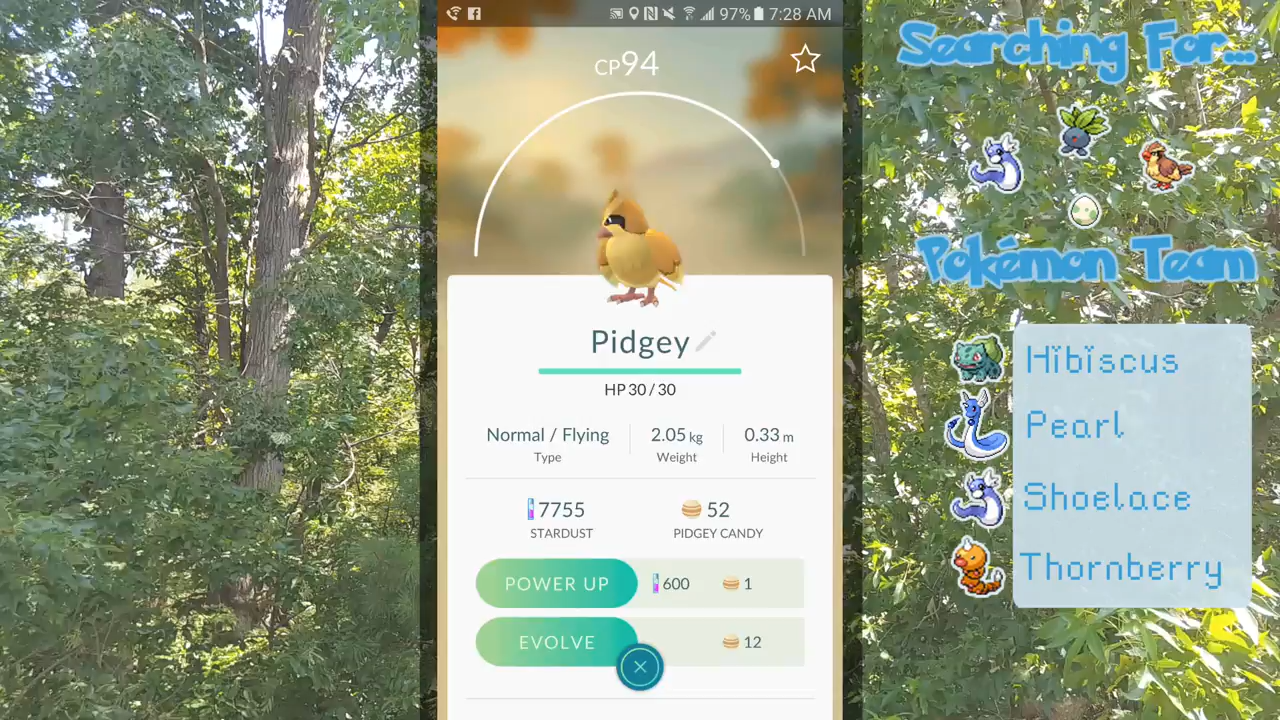 97% 7:28 AM
CP94
Pidgey
HP 30 / 30
Normal / Flying
Type
2.05 kg
Weight
0.33 m
Height
7755
STARDUST
52
PIDGEY CANDY
POWER UP 600 1
EVOLVE 12
Searching For...
Pokémon Team
Hibiscus
Pearl
Shoelace
Thornberry